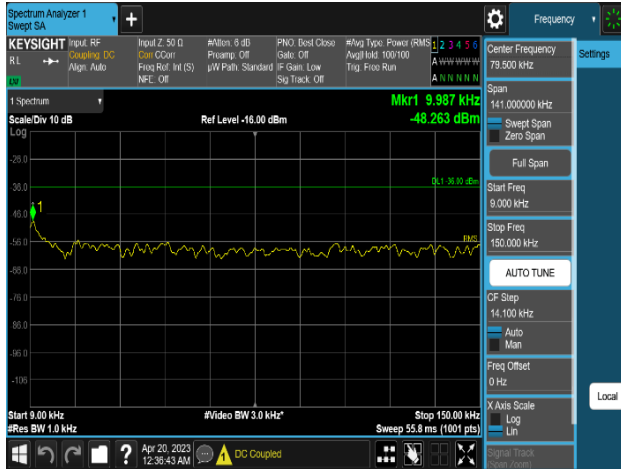 Spectrum Analyzer 1
Swept SA
+
Frequency
KEYSIGHT
Input: RF
Input Z: 50 Ω
#Atten: 6 dB
PNO: Best Close
#Avg Type: Power (RMS
1 2 3 4 5 6
RL
Coupling: DC
Corr CCorr
Preamp: Off
Gate: Off
Avg|Hold: 100/100
A W W W W W
Align: Auto
Freq Ref: Int (S)
µW Path: Standard
IF Gain: Low
Trig: Free Run
NFE: Off
Sig Track: Off
A N N N N N
1 Spectrum
Mkr1 9.987 kHz
Scale/Div 10 dB
Ref Level -16.00 dBm
-48.263 dBm
Log
-26.0
DL1 -36.00 dBm
-36.0
1
-46.0
RMS
-56.0
-66.0
-76.0
-86.0
-96.0
-106
Start 9.00 kHz
#Video BW 3.0 kHz*
Stop 150.00 kHz
#Res BW 1.0 kHz
Sweep 55.8 ms (1001 pts)
?
Apr 20, 2023
12:36:43 AM
DC Coupled
Center Frequency
79.500 kHz
Settings
Span
141.000000 kHz
Swept Span
Zero Span
Full Span
Start Freq
9.000 kHz
Stop Freq
150.000 kHz
AUTO TUNE
CF Step
14.100 kHz
Auto
Man
Freq Offset
0 Hz
Local
X Axis Scale
Log
Lin
Signal Track
(Span Zoom)